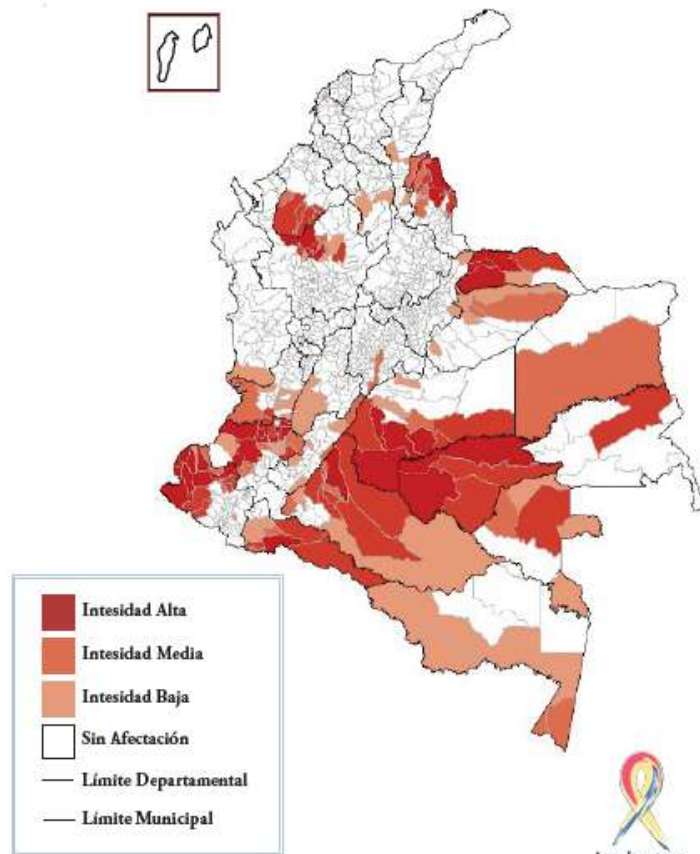 Intesidad Alta
Intesidad Media
Intesidad Baja
Sin Afectación
Límite Departamental
Límite Municipal